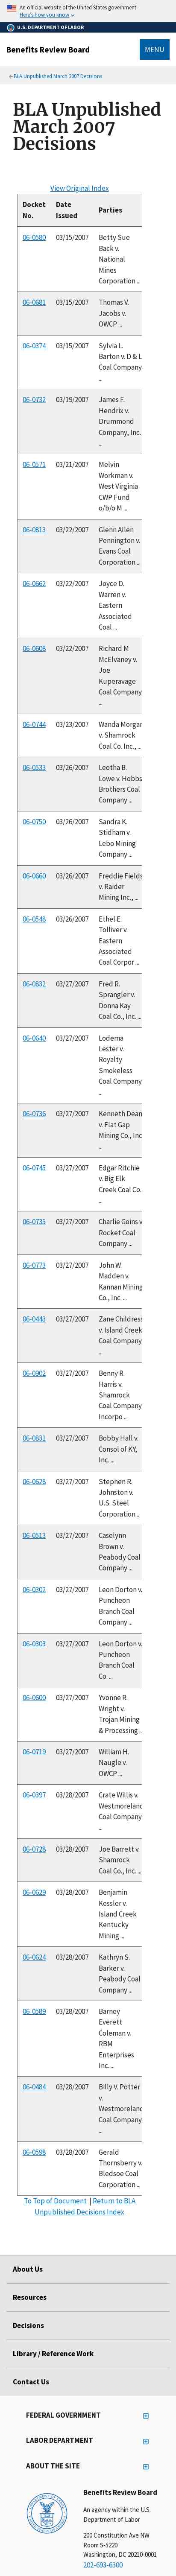 An official website of the United States government.
Here's how you know
U.S. DEPARTMENT OF LABOR
Benefits Review Board
MENU
← BLA Unpublished March 2007 Decisions
BLA Unpublished
March 2007
Decisions
View Original Index
Docket No. Date Issued Parties
06-0580 03/15/2007 Betty Sue
Back v.
National
Mines
Corporation ...
06-0681 03/15/2007 Thomas V.
Jacobs v.
OWCP ...
06-0374 03/15/2007 Sylvia L.
Barton v. D & L
Coal Company
...
06-0732 03/19/2007 James F.
Hendrix v.
Drummond
Company, Inc.
...
06-0571 03/21/2007 Melvin
Workman v.
West Virginia
CWP Fund
o/b/o M ...
06-0813 03/22/2007 Glenn Allen
Pennington v.
Evans Coal
Corporation ...
06-0662 03/22/2007 Joyce D.
Warren v.
Eastern
Associated
Coal ...
06-0608 03/22/2007 Richard M
McElvaney v.
Joe
Kuperavage
Coal Company
...
06-0744 03/23/2007 Wanda Morgan
v. Shamrock
Coal Co. Inc., ...
06-0533 03/26/2007 Leotha B.
Lowe v. Hobbs
Brothers Coal
Company ...
06-0750 03/26/2007 Sandra K.
Stidham v.
Lebo Mining
Company ...
06-0660 03/26/2007 Freddie Fields
v. Raider
Mining Inc., ...
06-0548 03/26/2007 Ethel E.
Tolliver v.
Eastern
Associated
Coal Corpor ...
06-0832 03/27/2007 Fred R.
Sprangler v.
Donna Kay
Coal Co., Inc. ...
06-0640 03/27/2007 Lodema
Lester v.
Royalty
Smokeless
Coal Company
...
06-0736 03/27/2007 Kenneth Dean
v. Flat Gap
Mining Co., Inc
...
06-0745 03/27/2007 Edgar Ritchie
v. Big Elk
Creek Coal Co.
...
06-0735 03/27/2007 Charlie Goins v.
Rocket Coal
Company ...
06-0773 03/27/2007 John W.
Madden v.
Kannan Mining
Co., Inc. ...
06-0443 03/27/2007 Zane Childress
v. Island Creek
Coal Company
...
06-0902 03/27/2007 Benny R.
Harris v.
Shamrock
Coal Company
Incorpo ...
06-0831 03/27/2007 Bobby Hall v.
Consol of KY,
Inc. ...
06-0628 03/27/2007 Stephen R.
Johnston v.
U.S. Steel
Corporation ...
06-0513 03/27/2007 Caselynn
Brown v.
Peabody Coal
Company ...
06-0302 03/27/2007 Leon Dorton v.
Puncheon
Branch Coal
Company ...
06-0303 03/27/2007 Leon Dorton v.
Puncheon
Branch Coal
Co. ...
06-0600 03/27/2007 Yvonne R.
Wright v.
Trojan Mining
& Processing ..
06-0719 03/27/2007 William H.
Naugle v.
OWCP ...
06-0397 03/28/2007 Crate Willis v.
Westmoreland
Coal Company
...
06-0728 03/28/2007 Joe Barrett v.
Shamrock
Coal Co., Inc. ...
06-0629 03/28/2007 Benjamin
Kessler v.
Island Creek
Kentucky
Mining ...
06-0624 03/28/2007 Kathryn S.
Barker v.
Peabody Coal
Company ...
06-0589 03/28/2007 Barney
Everett
Coleman v.
RBM
Enterprises
Inc. ...
06-0484 03/28/2007 Billy V. Potter
v.
Westmoreland
Coal Company
...
06-0598 03/28/2007 Gerald
Thornsberry v.
Bledsoe Coal
Corporation ...
To Top of Document | Return to BLA
Unpublished Decisions Index
About Us
Resources
Decisions
Library / Reference Work
Contact Us
FEDERAL GOVERNMENT
LABOR DEPARTMENT
ABOUT THE SITE
Benefits Review Board
An agency within the U.S.
Department of Labor
200 Constitution Ave NW
Room S-5220
Washington, DC 20210-0001
202-693-6300